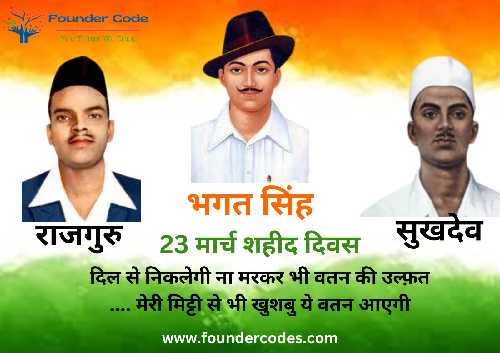 Founder Code
भगत सिंह
राजगुरु
सुखदेव
23 मार्च शहीद दिवस
दिल से निकलेगी ना मरकर भी वतन की उल्फ़त
.... मेरी मिट्टी से भी खुशबु ये वतन आएगी
www.foundercodes.com